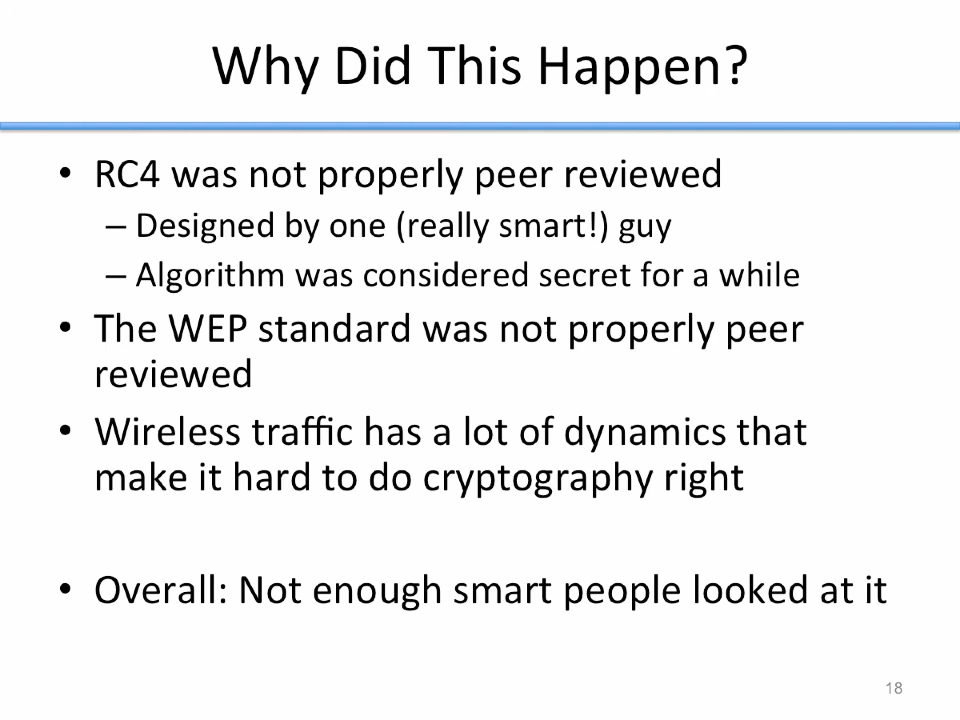 Why Did This Happen?
• RC4 was not properly peer reviewed
– Designed by one (really smart!) guy
– Algorithm was considered secret for a while
• The WEP standard was not properly peer
reviewed
• Wireless traffic has a lot of dynamics that
make it hard to do cryptography right
• Overall: Not enough smart people looked at it
18